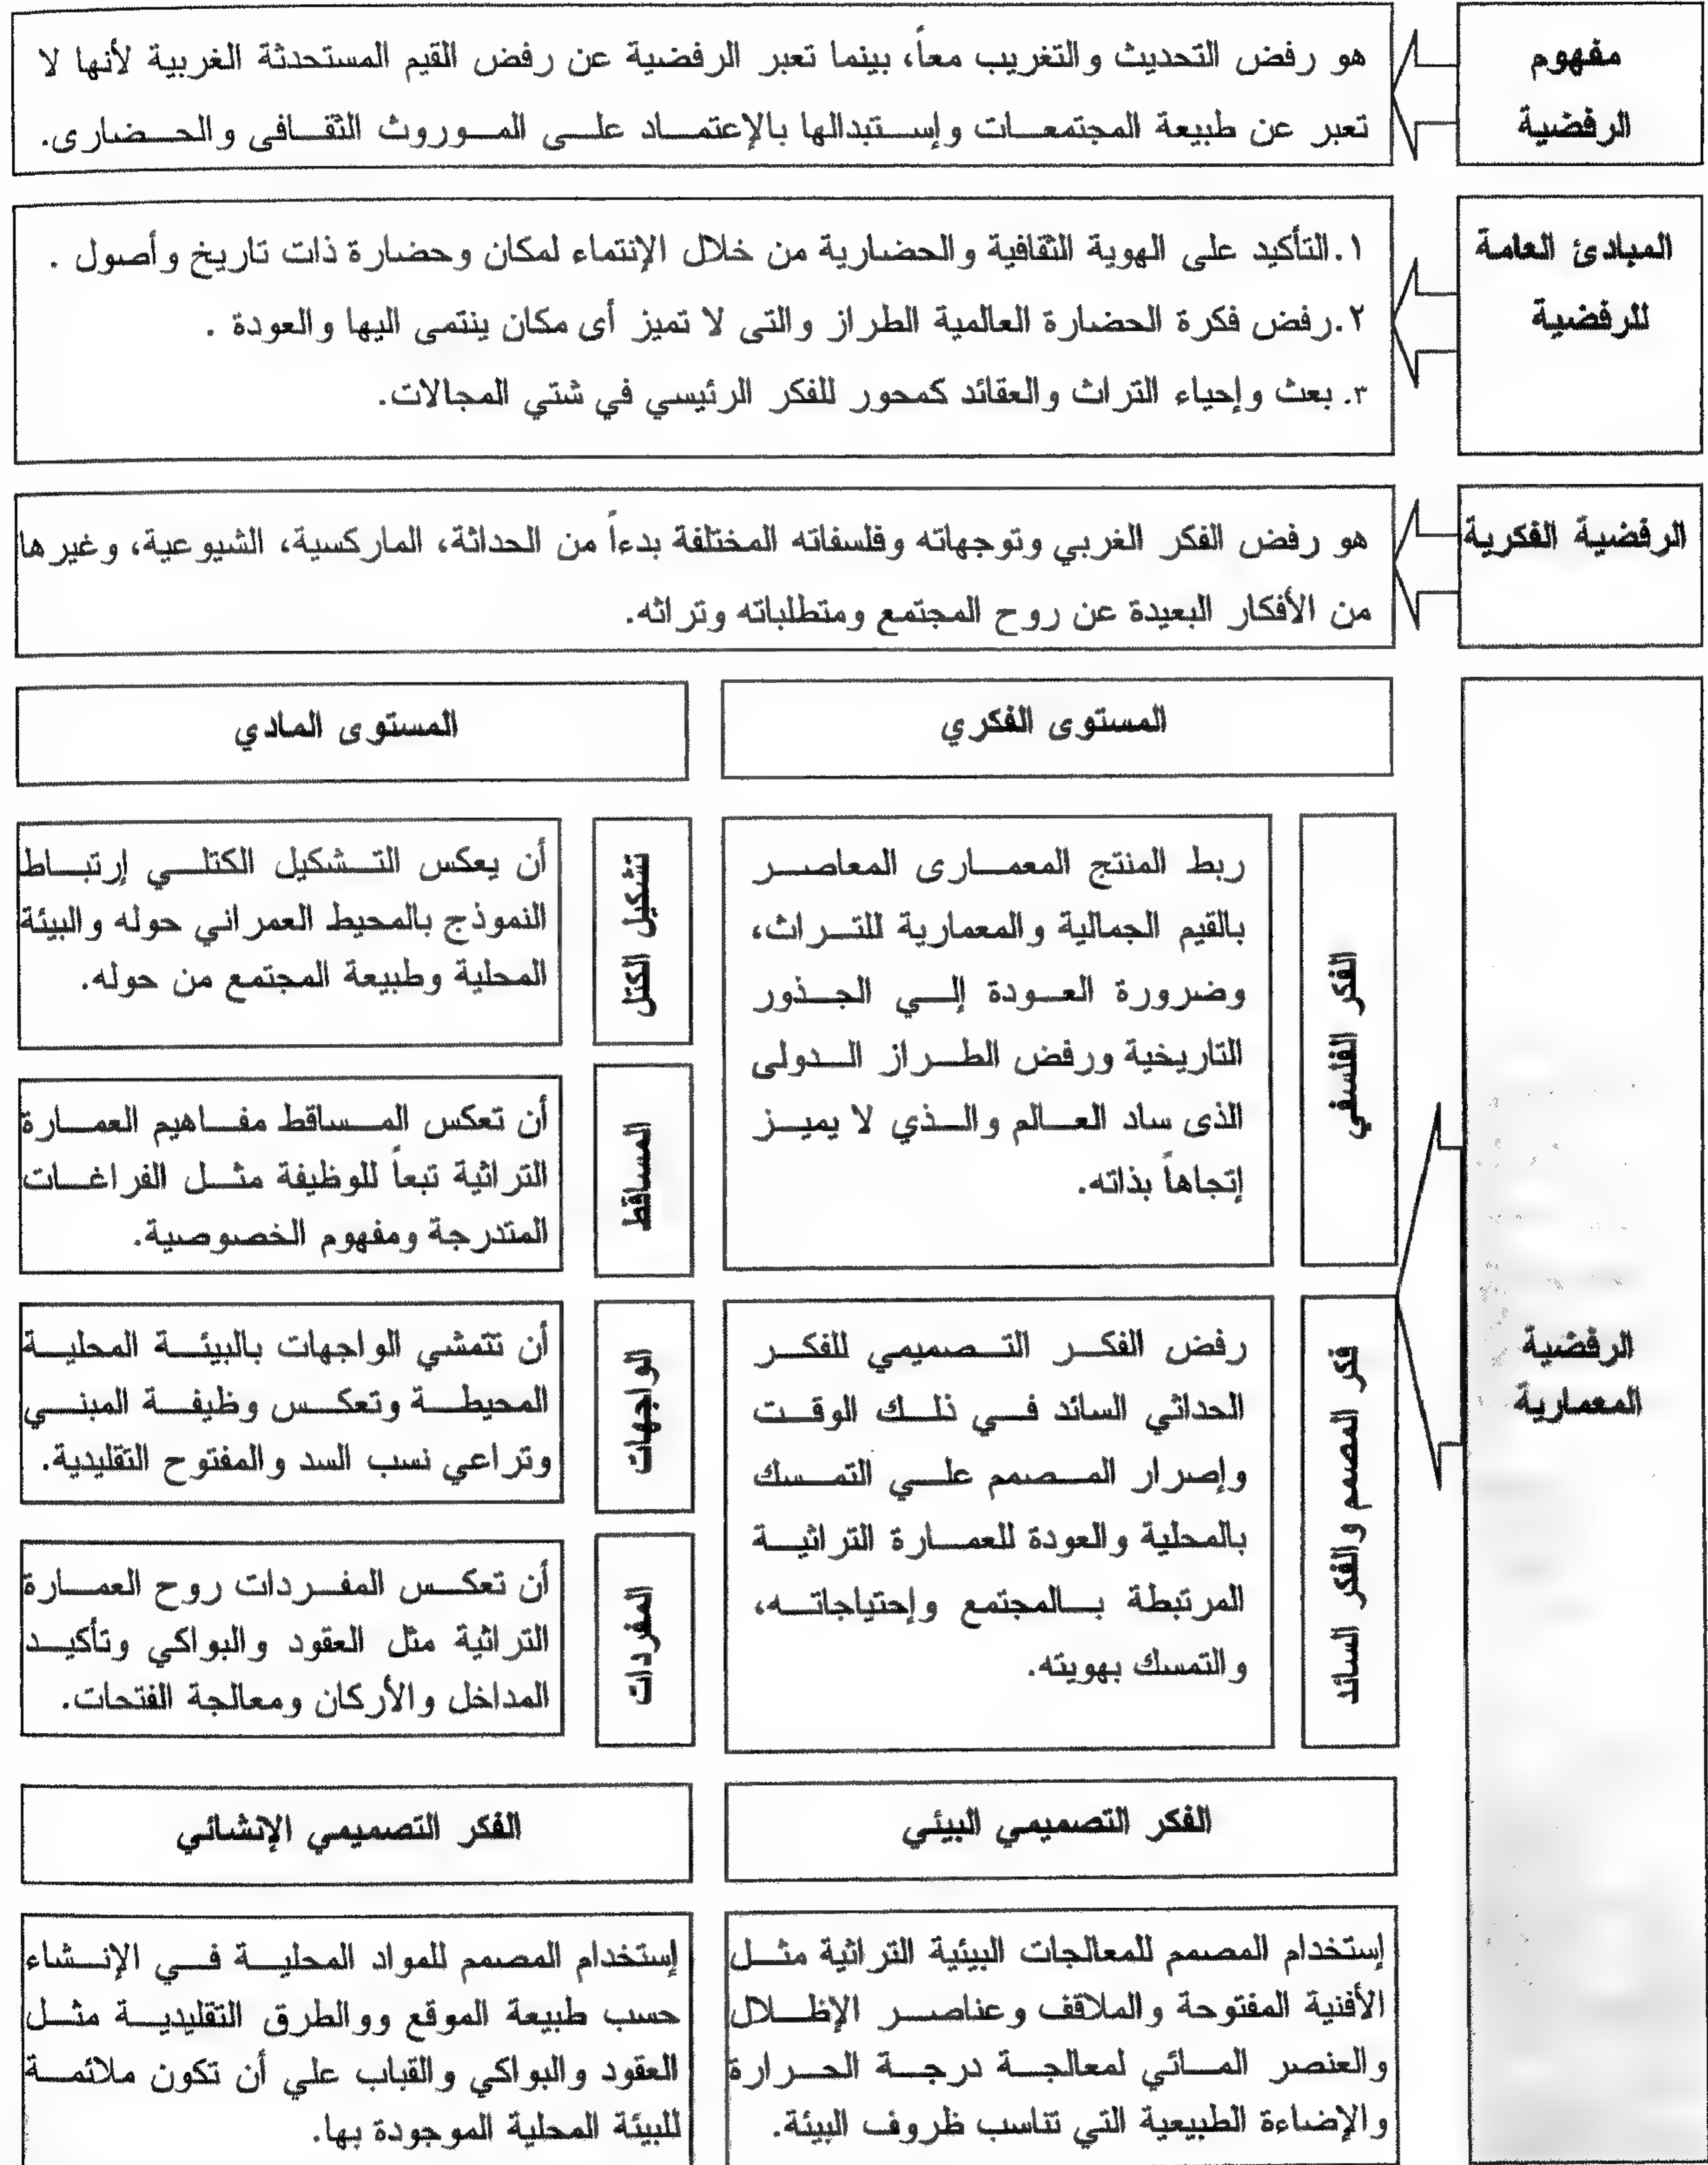 مفهوم
الرفضية
هو رفض التحديث والتغريب معاً، بينما تعبر الرفضية عن رفض القيم المستحدثة الغربية لأنها لا
تعبر عن طبيعة المجتمعات وإستبدالها بالإعتماد على الموروث الثقافى والحضارى.
المبادئ العامة
للرفضية
١.التأكيد على الهوية الثقافية والحضارية من خلال الإنتماء لمكان وحضارة ذات تاريخ وأصول .
٢.رفض فكرة الحضارة العالمية الطراز والتى لا تميز أى مكان ينتمى اليها والعودة .
٣. بعث وإحياء التراث والعقائد كمحور للفكر الرئيسي في شتي المجالات.
الرفضية الفكرية
هو رفض الفكر الغربي وتوجهاته وفلسفاته المختلفة بدءاً من الحداثة، الماركسية، الشيوعية، وغيرها
من الأفكار البعيدة عن روح المجتمع ومتطلباته وتراثه.
الرفضية
المعمارية
المستوى الفكري
الفكر الفلسفي
ربط المنتج المعمارى المعاصر
بالقيم الجمالية والمعمارية للتراث،
وضرورة العودة إلي الجذور
التاريخية ورفض الطراز الدولى
الذى ساد العالم والذي لا يميز
إتجاهاً بذاته.
فكر المصمم والفكر السائد
رفض الفكر التصميمي للفكر
الحداثي السائد في ذلك الوقت
وإصرار المصمم علي التمسك
بالمحلية والعودة للعمارة التراثية
المرتبطة بالمجتمع وإحتياجاته،
والتمسك بهويته.
المستوى المادي
تشكيل الكتل
أن يعكس التشكيل الكتلي إرتباط
النموذج بالمحيط العمراني حوله والبيئة
المحلية وطبيعة المجتمع من حوله.
المساقط
أن تعكس المساقط مفاهيم العمارة
التراثية تبعاً للوظيفة مثل الفراغات
المتدرجة ومفهوم الخصوصية.
الواجهات
أن تتمشي الواجهات بالبيئة المحلية
المحيطة وتعكس وظيفة المبني
وتراعي نسب السد والمفتوح التقليدية.
المفردات
أن تعكس المفردات روح العمارة
التراثية مثل العقود والبواكي وتأكيد
المداخل والأركان ومعالجة الفتحات.
الفكر التصميمي البيئي
إستخدام المصمم للمعالجات البيئية التراثية مثل
الأفنية المفتوحة والملاقف وعناصر الإظلال
والعنصر المائي لمعالجة درجة الحرارة
والإضاءة الطبيعية التي تناسب ظروف البيئة.
الفكر التصميمي الإنشائي
إستخدام المصمم للمواد المحلية في الإنشاء
حسب طبيعة الموقع ووالطرق التقليدية مثل
العقود والبواكي والقباب علي أن تكون ملائمة
للبيئة المحلية الموجودة بها.